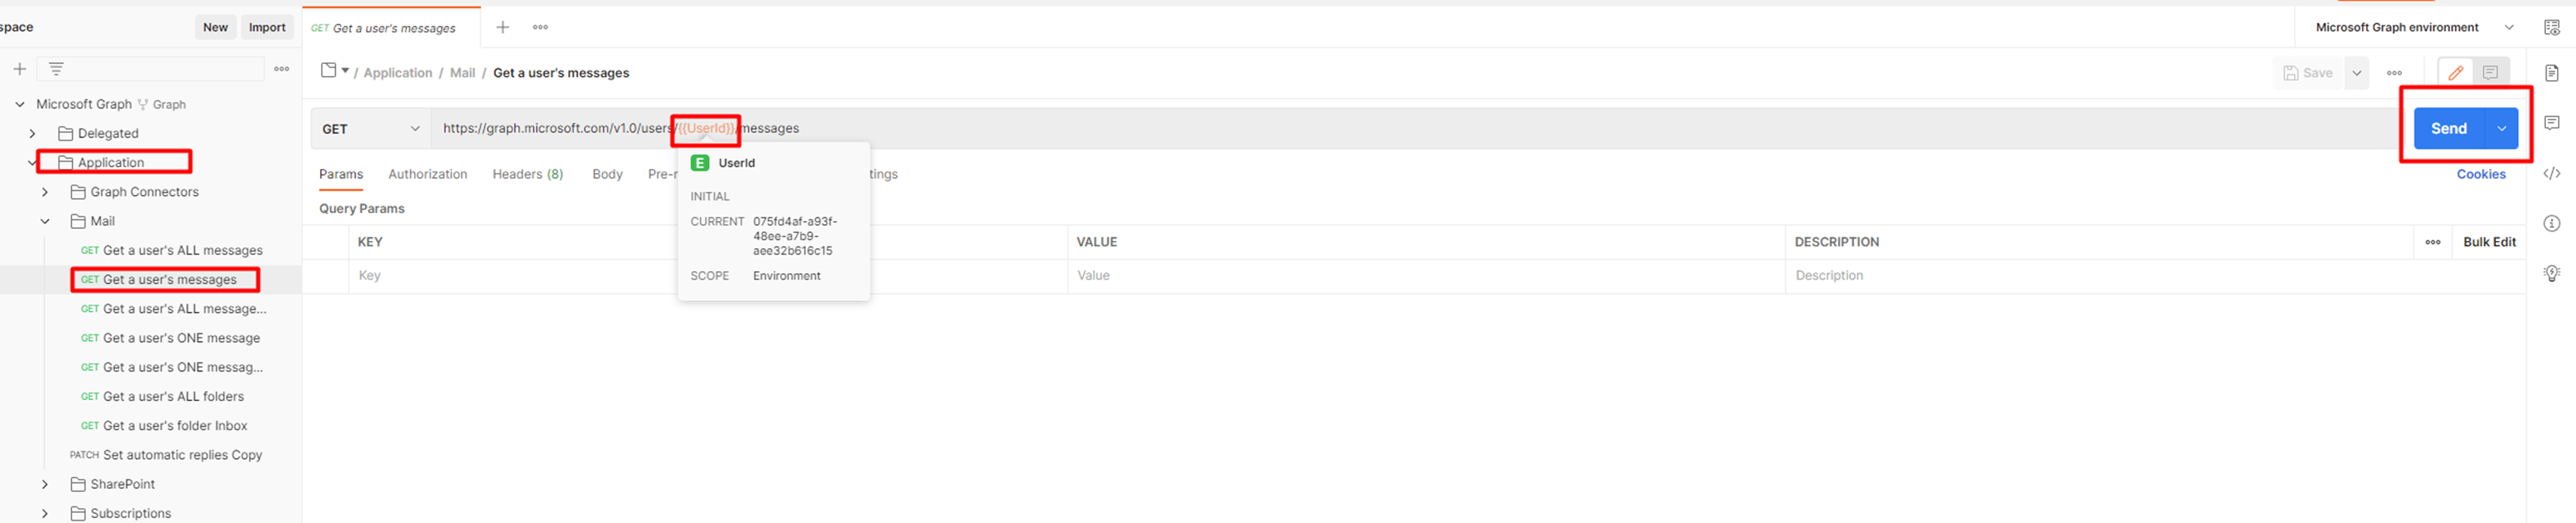 space
New
Import
GET Get a user's messages
Microsoft Graph environment
/ Application / Mail / Get a user's messages
Save
Microsoft Graph Graph
Delegated
Application
Graph Connectors
Mail
GET Get a user's ALL messages
GET Get a user's messages
GET Get a user's ALL message...
GET Get a user's ONE message
GET Get a user's ONE messag...
GET Get a user's ALL folders
GET Get a user's folder Inbox
PATCH Set automatic replies Copy
SharePoint
Subscriptions
GET
https://graph.microsoft.com/v1.0/users/{{UserId}}/messages
Send
Params
Authorization
Headers (8)
Body
Pre-r
tings
Cookies
E UserId
INITIAL
CURRENT 075fd4af-a93f-
48ee-a7b9-
aee32b616c15
SCOPE Environment
Query Params
KEY
VALUE
DESCRIPTION
Bulk Edit
Key
Value
Description